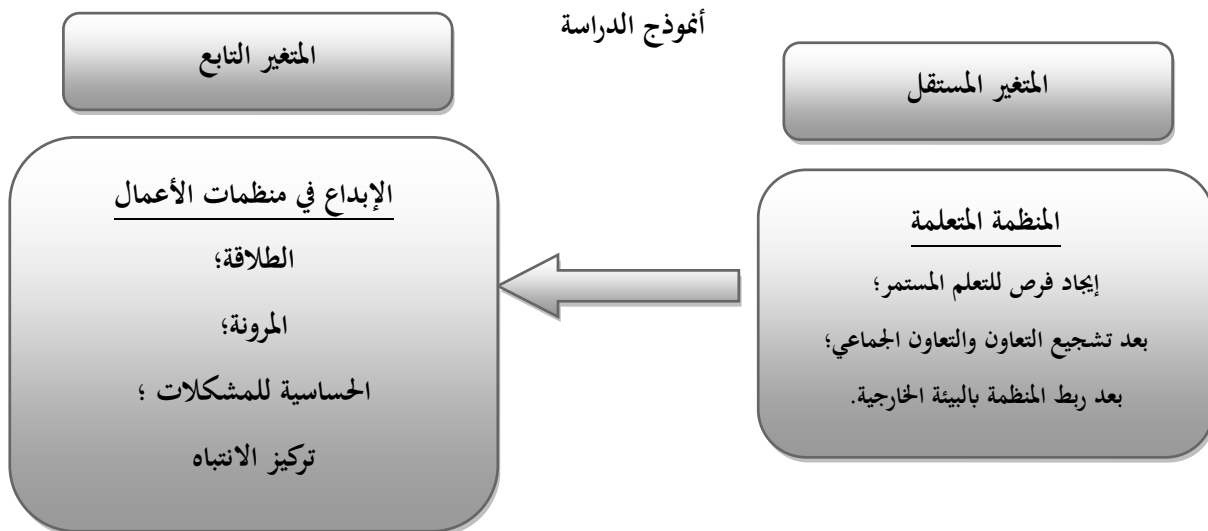 أنموذج الدراسة
المتغير المستقل
المنظمة المتعلمة
إيجاد فرص للتعلم المستمر؛
بعد تشجيع التعاون والتعاون الجماعي؛
بعد ربط المنظمة بالبيئة الخارجية.
المتغير التابع
الإبداع في منظمات الأعمال
الطلاقة؛
المرونة؛
الحساسية للمشكلات ؛
تركيز الانتباه